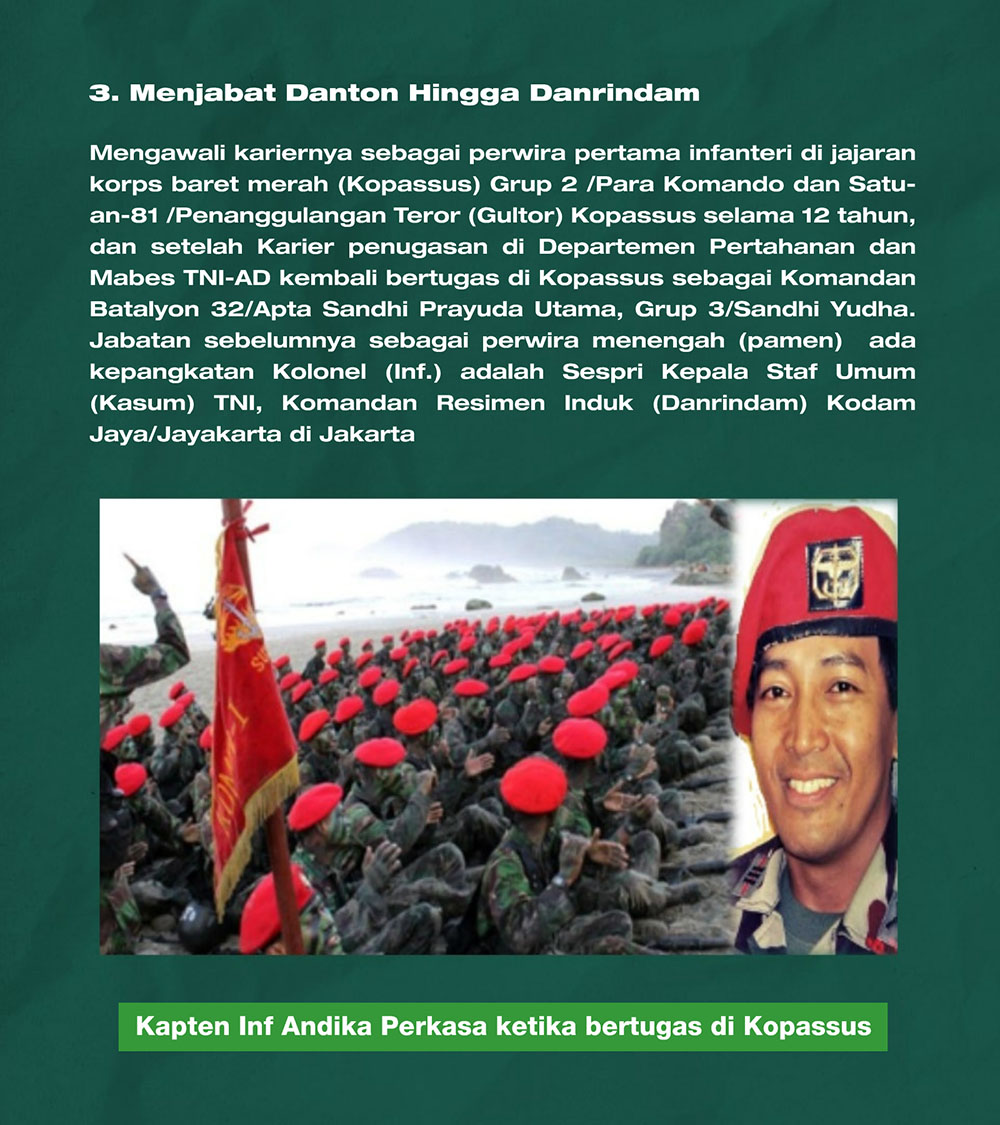 3. Menjabat Danton Hingga Danrindam
Mengawali kariernya sebagai perwira pertama infanteri di jajaran
korps baret merah (Kopassus) Grup 2 /Para Komando dan Satu-
an-81 /Penanggulangan Teror (Gultor) Kopassus selama 12 tahun,
dan setelah Karier penugasan di Departemen Pertahanan dan
Mabes TNI-AD kembali bertugas di Kopassus sebagai Komandan
Batalyon 32/Apta Sandhi Prayuda Utama, Grup 3/Sandhi Yudha.
Jabatan sebelumnya sebagai perwira menengah (pamen)  ada
kepangkatan Kolonel (Inf.) adalah Sespri Kepala Staf Umum
(Kasum) TNI, Komandan Resimen Induk (Danrindam) Kodam
Jaya/Jayakarta di Jakarta
Kapten Inf Andika Perkasa ketika bertugas di Kopassus